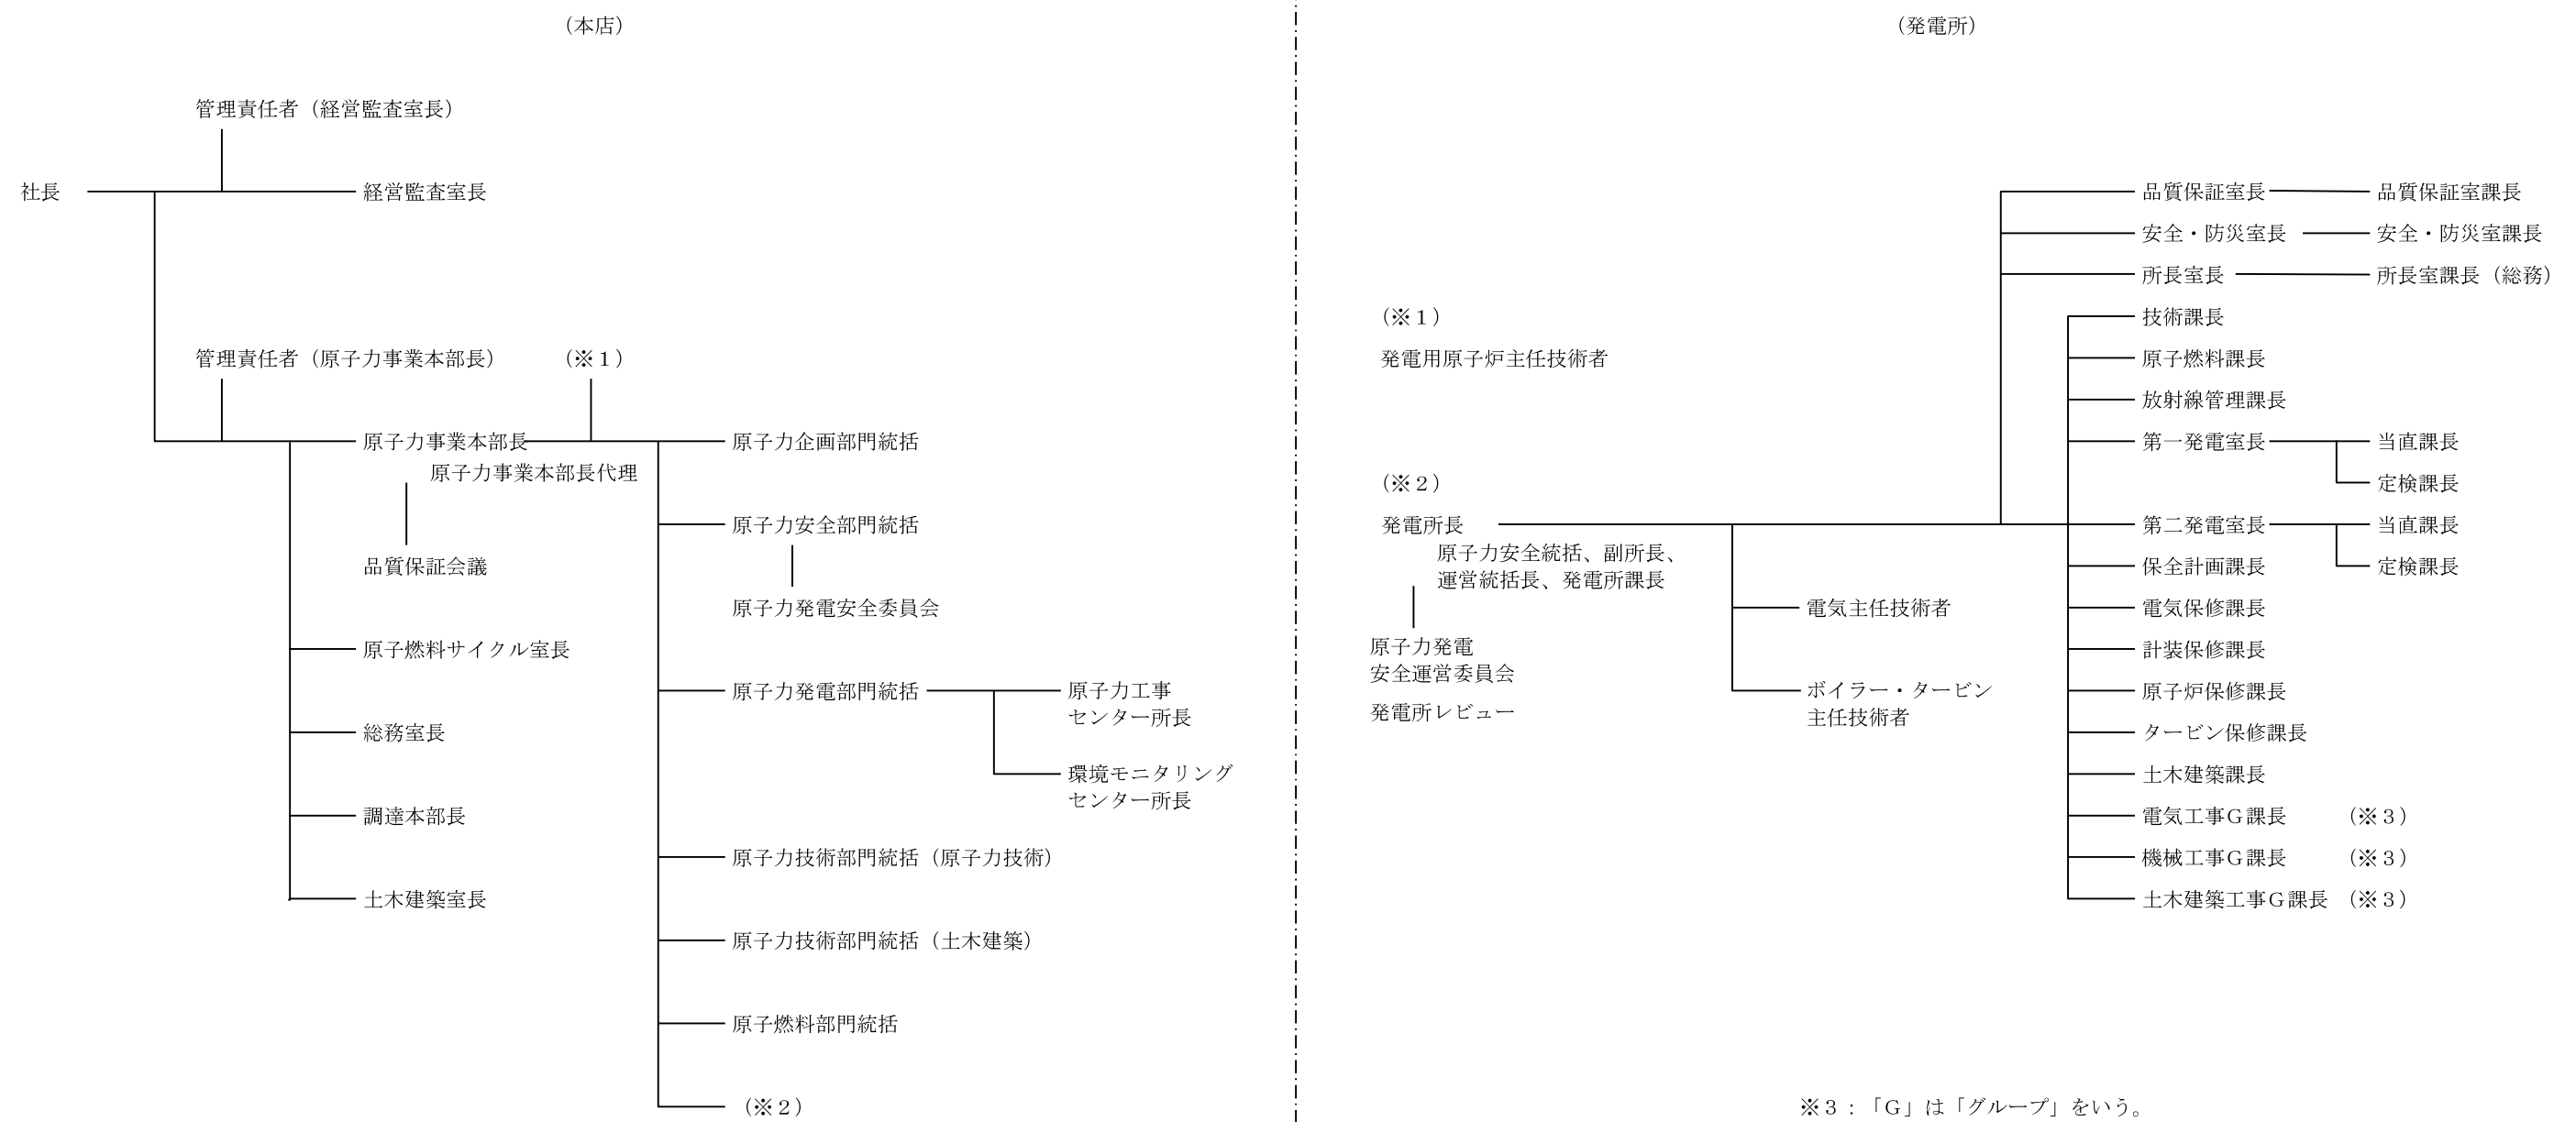 （本店）
管理責任者（経営監査室長）
社長
経営監査室長
管理責任者（原子力事業本部長）
（※１）
原子力事業本部長
原子力事業本部長代理
品質保証会議
原子燃料サイクル室長
総務室長
調達本部長
土木建築室長
原子力企画部門統括
原子力安全部門統括
原子力発電安全委員会
原子力発電部門統括
原子力工事
センター所長
環境モニタリング
センター所長
原子力技術部門統括（原子力技術）
原子力技術部門統括（土木建築）
原子燃料部門統括
（※２）
（発電所）
（※１）
発電用原子炉主任技術者
（※２）
発電所長
原子力安全統括、副所長、
運営統括長、発電所課長
原子力発電
安全運営委員会
発電所レビュー
電気主任技術者
ボイラー・タービン
主任技術者
品質保証室長
品質保証室課長
安全・防災室長
安全・防災室課長
所長室長
所長室課長（総務）
技術課長
原子燃料課長
放射線管理課長
第一発電室長
当直課長
定検課長
第二発電室長
当直課長
定検課長
保全計画課長
電気保修課長
計装保修課長
原子炉保修課長
タービン保修課長
土木建築課長
電気工事Ｇ課長　（※３）
機械工事Ｇ課長　（※３）
土木建築工事Ｇ課長　（※３）
※３：「Ｇ」は「グループ」をいう。